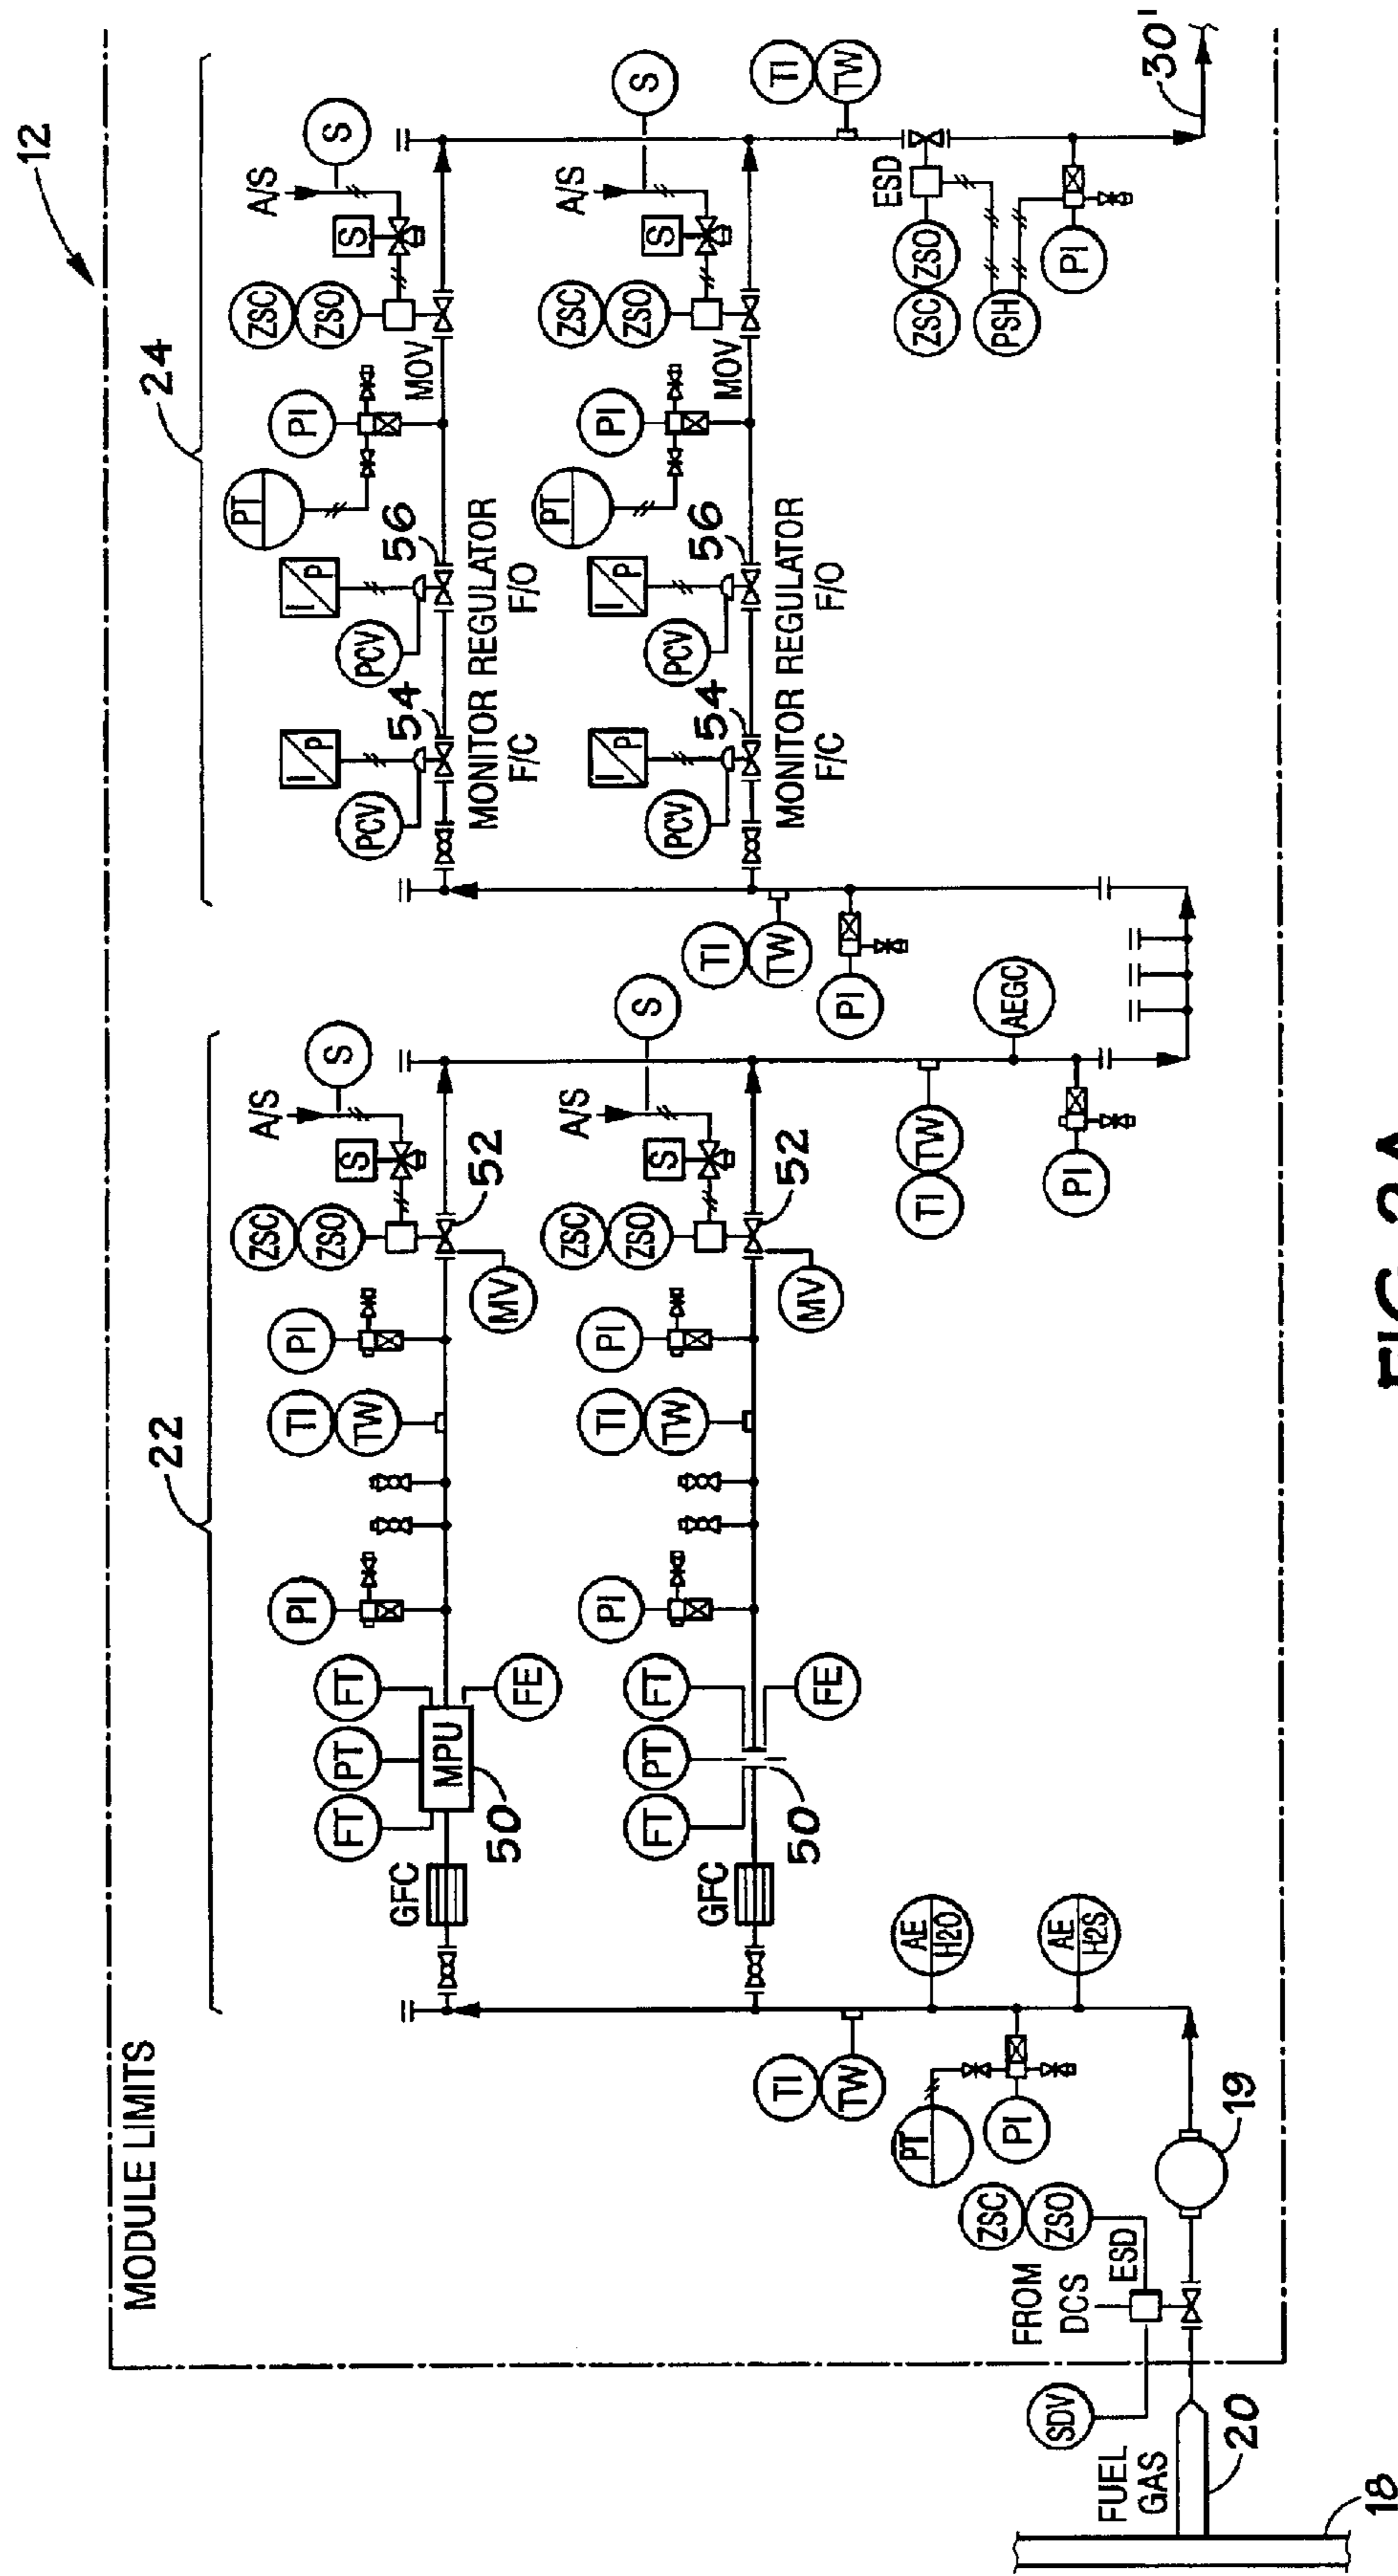 12
24
22
MODULE LIMITS
A/S
S
S
ZSC
ZSO
PI
PT
I/P
PCV
56
I/P
PCV
54
MOV
MONITOR REGULATOR
F/C
F/O
A/S
S
S
ZSC
ZSO
PI
PT
I/P
PCV
56
I/P
PCV
54
MOV
MONITOR REGULATOR
F/C
F/O
TI
TW
ESD
ZSO
ZSC
PSH
PI
30'
TI
TW
PI
A/S
S
S
ZSC
ZSO
52
MV
PI
TI
TW
PI
FT
PT
FT
MPU
FE
50
GFC
A/S
S
S
ZSC
ZSO
52
MV
PI
TI
TW
PI
FT
PT
FT
FE
50
GFC
TW
TI
AEGC
PI
AE
H2O
AE
H2S
TI
TW
PT
PI
ZSC
ZSO
FROM
DCS
ESD
19
SDV
FUEL
GAS
20
18